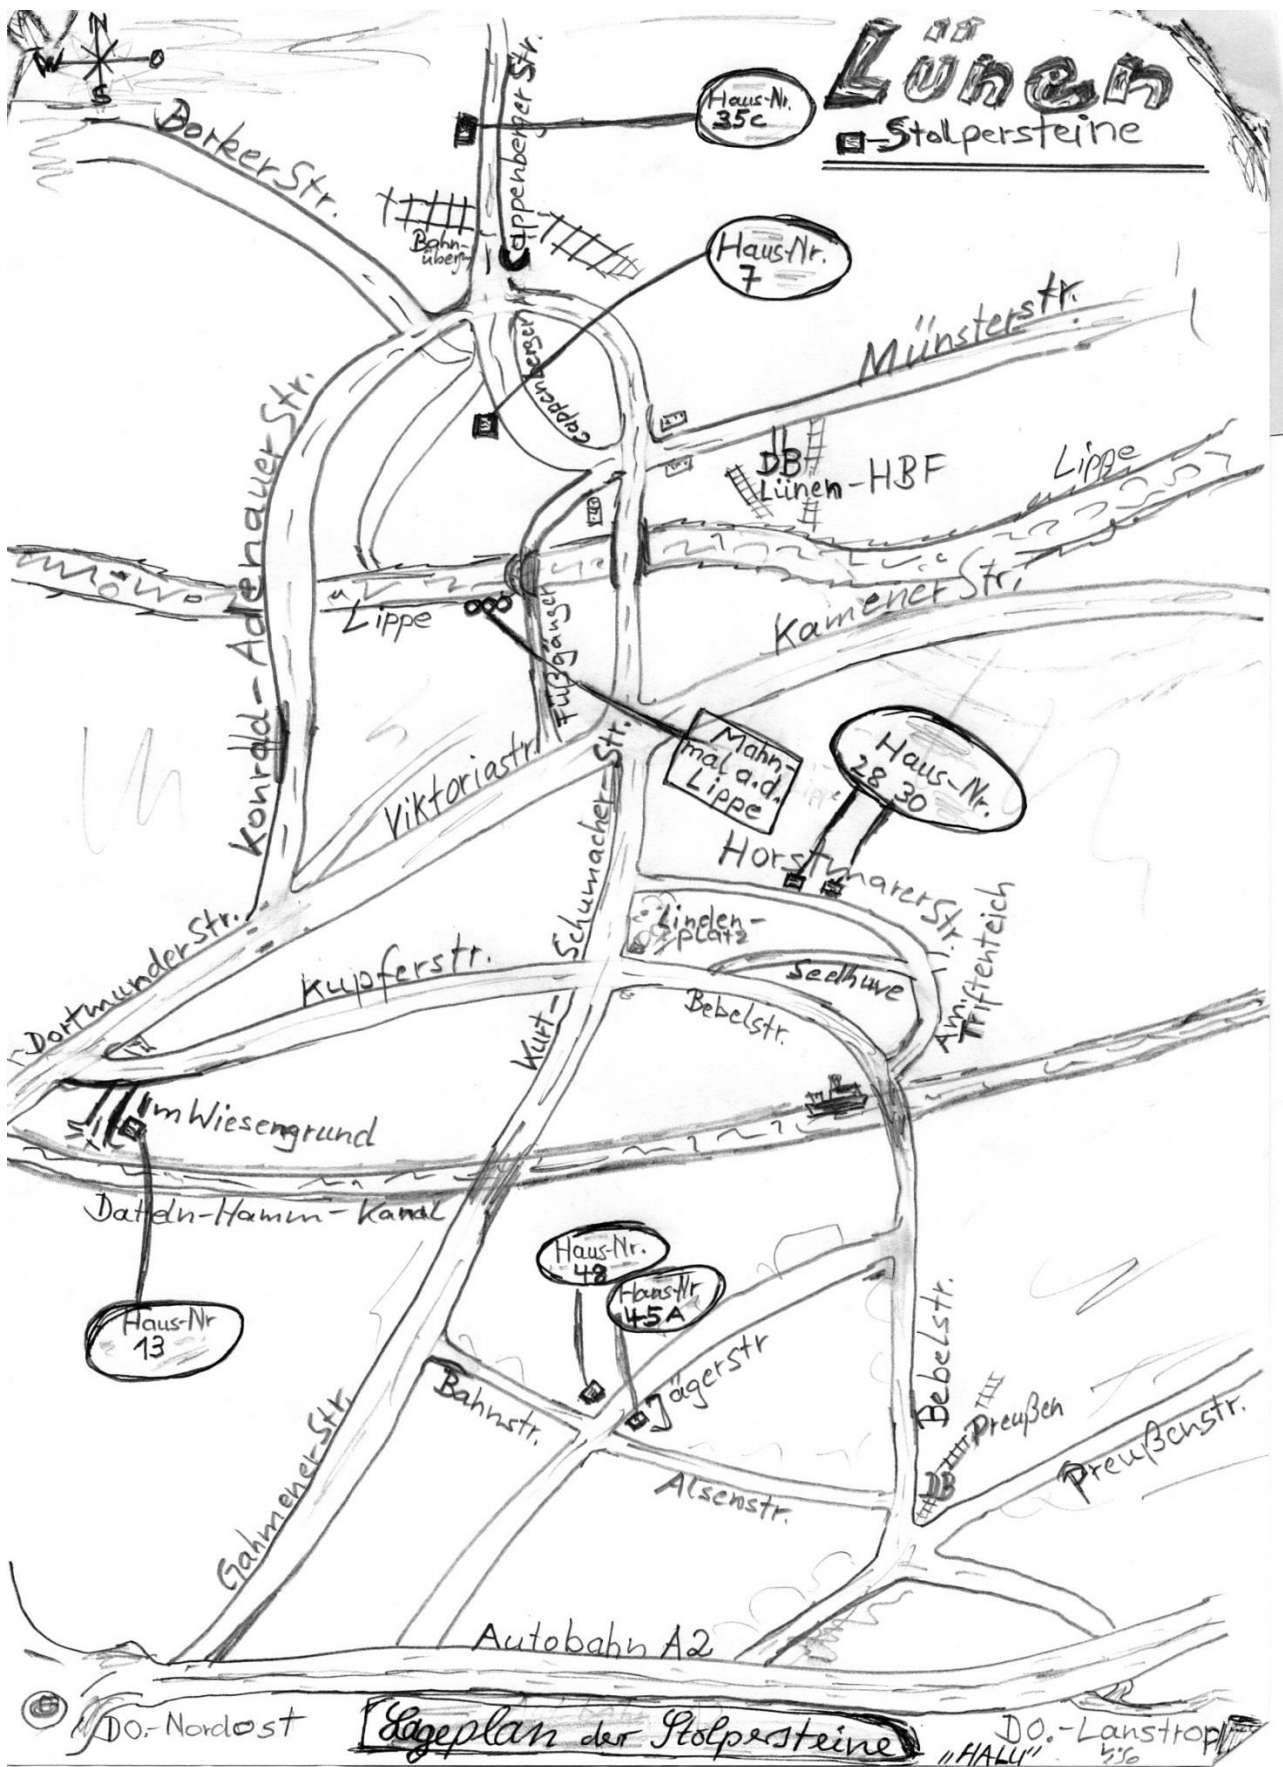 N
W
O
S
Lünen
Stolpersteine
Borker Str.
Cappenberger Str.
Haus-Nr.
35c
Bahn-
Haus-Nr.
7
Cappenberger
Münsterstr.
DB
Lünen-HBF
Lippe
Konrad-Adenauer Str.
Lippe
Fußgänger
Kamener Str.
Mahn-
mal a.d.
Lippe
Haus-Nr.
28 30
Viktoriastr.
Horstmarer Str.
Linden-
platz
Kurt-Schumacher-Str.
Seelhuve
Am
Triftenteich
Dortmunder Str.
Kupferstr.
Bebelstr.
Im Wiesengrund
Datteln-Hamm-Kanal
Haus-Nr
13
Haus-Nr.
48
Haus-Nr
45A
Jägerstr
Bahnstr.
Bebelstr.
Preußen
DB
Preußenstr.
Alsenstr.
Gahmener Str.
Autobahn A2
DO.-Nordost
Lageplan der Stolpersteine
"HALU"
DO.-Lanstrop